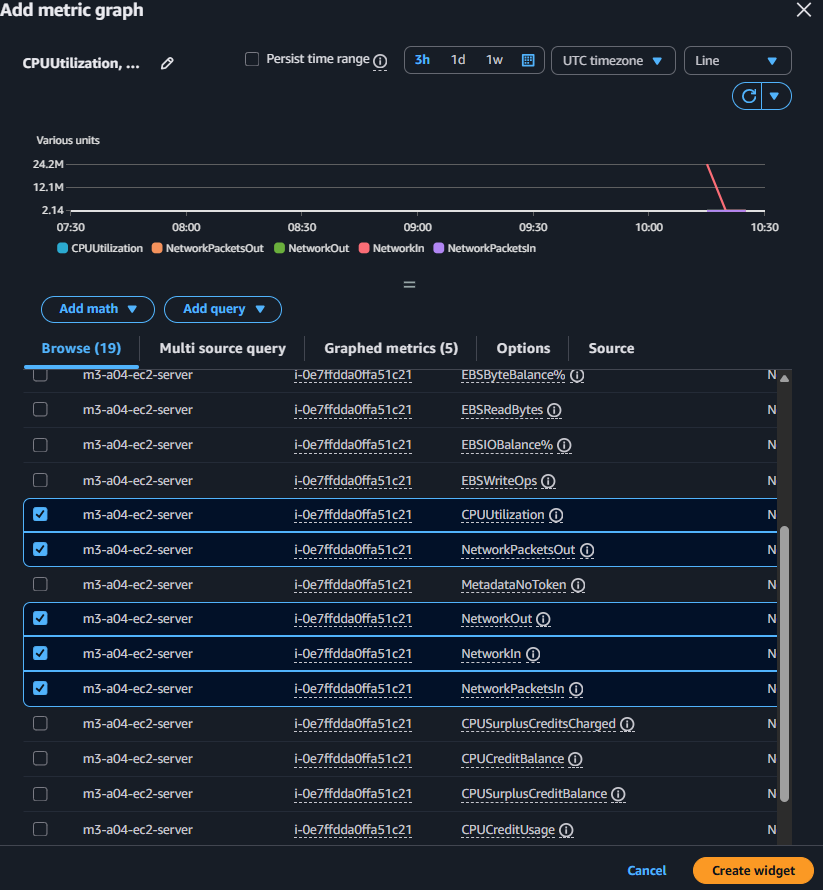 Add metric graph
CPUUtilization, ...
Persist time range
3h 1d 1w
UTC timezone
Line
Various units
24.2M
12.1M
2.14
07:30 08:00 08:30 09:00 09:30 10:00 10:30
CPUUtilization NetworkPacketsOut NetworkOut NetworkIn NetworkPacketsIn
Add math Add query
Browse (19) Multi source query Graphed metrics (5) Options Source
m3-a04-ec2-server i-0e7ffdda0ffa51c21 EBSByteBalance% N
m3-a04-ec2-server i-0e7ffdda0ffa51c21 EBSReadBytes N
m3-a04-ec2-server i-0e7ffdda0ffa51c21 EBSIOBalance% N
m3-a04-ec2-server i-0e7ffdda0ffa51c21 EBSWriteOps N
m3-a04-ec2-server i-0e7ffdda0ffa51c21 CPUUtilization N
m3-a04-ec2-server i-0e7ffdda0ffa51c21 NetworkPacketsOut N
m3-a04-ec2-server i-0e7ffdda0ffa51c21 MetadataNoToken N
m3-a04-ec2-server i-0e7ffdda0ffa51c21 NetworkOut N
m3-a04-ec2-server i-0e7ffdda0ffa51c21 NetworkIn N
m3-a04-ec2-server i-0e7ffdda0ffa51c21 NetworkPacketsIn N
m3-a04-ec2-server i-0e7ffdda0ffa51c21 CPUSurplusCreditsCharged N
m3-a04-ec2-server i-0e7ffdda0ffa51c21 CPUCreditBalance N
m3-a04-ec2-server i-0e7ffdda0ffa51c21 CPUSurplusCreditBalance N
m3-a04-ec2-server i-0e7ffdda0ffa51c21 CPUCreditUsage N
Cancel Create widget